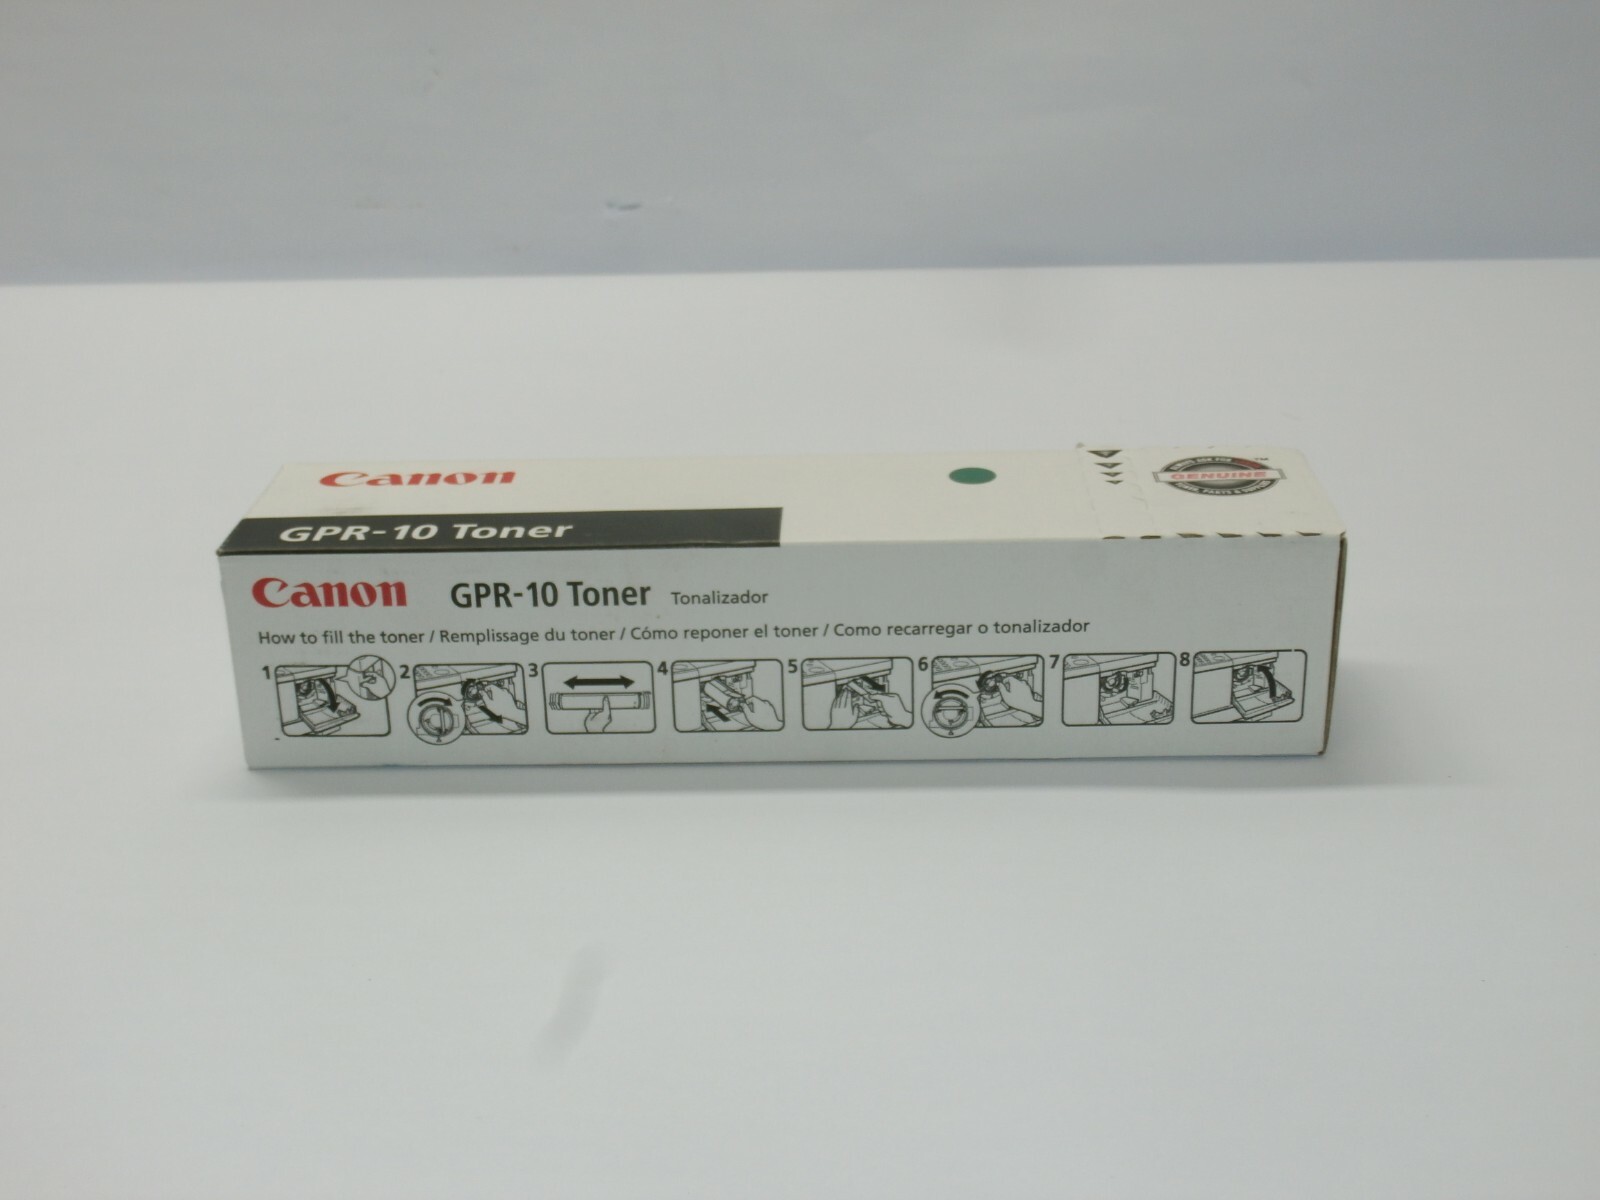 Canon
GENUINE
GPR-10 Toner
Canon GPR-10 Toner Tonalizador
How to fill the toner / Remplissage du toner / Cómo reponer el toner / Como recarregar o tonalizador
1 2 3 4 5 6 7 8